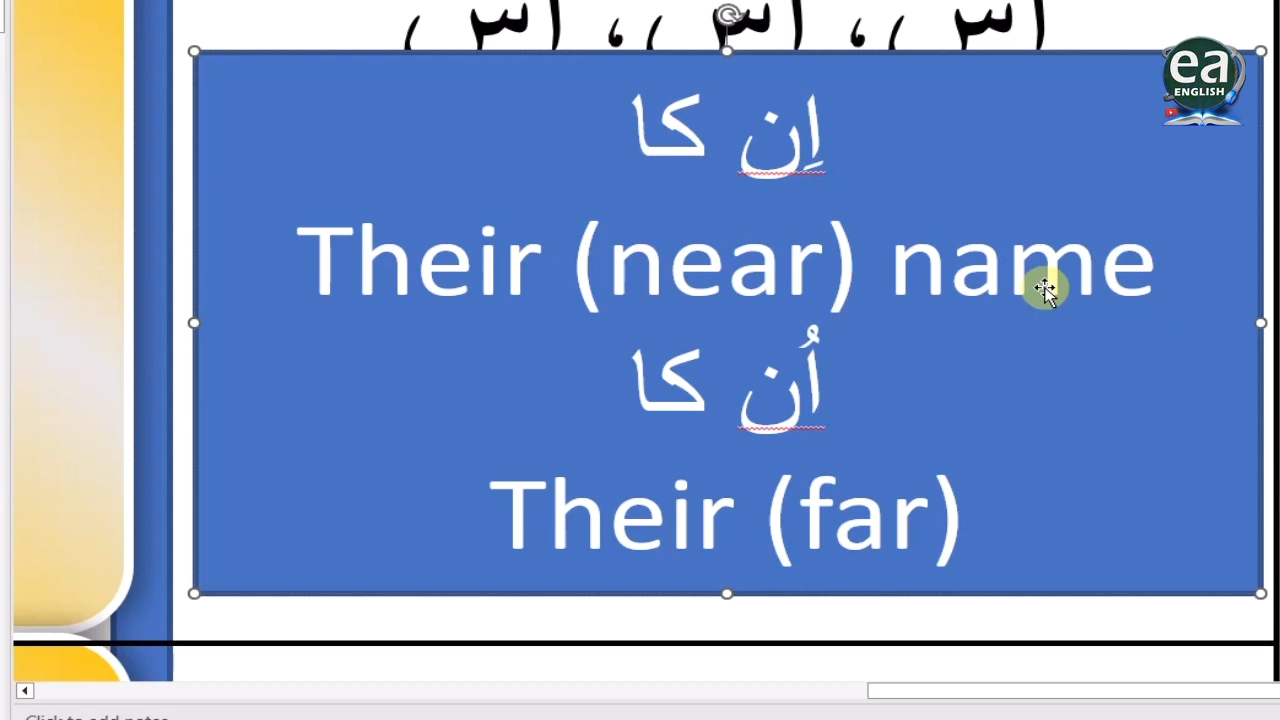 ea
ENGLISH
اِن کا
Their (near) name
اُن کا
Their (far)